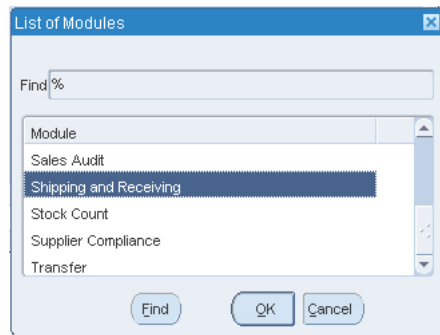 List of Modules
Find %
Module
Sales Audit
Shipping and Receiving
Stock Count
Supplier Compliance
Transfer
Find OK Cancel